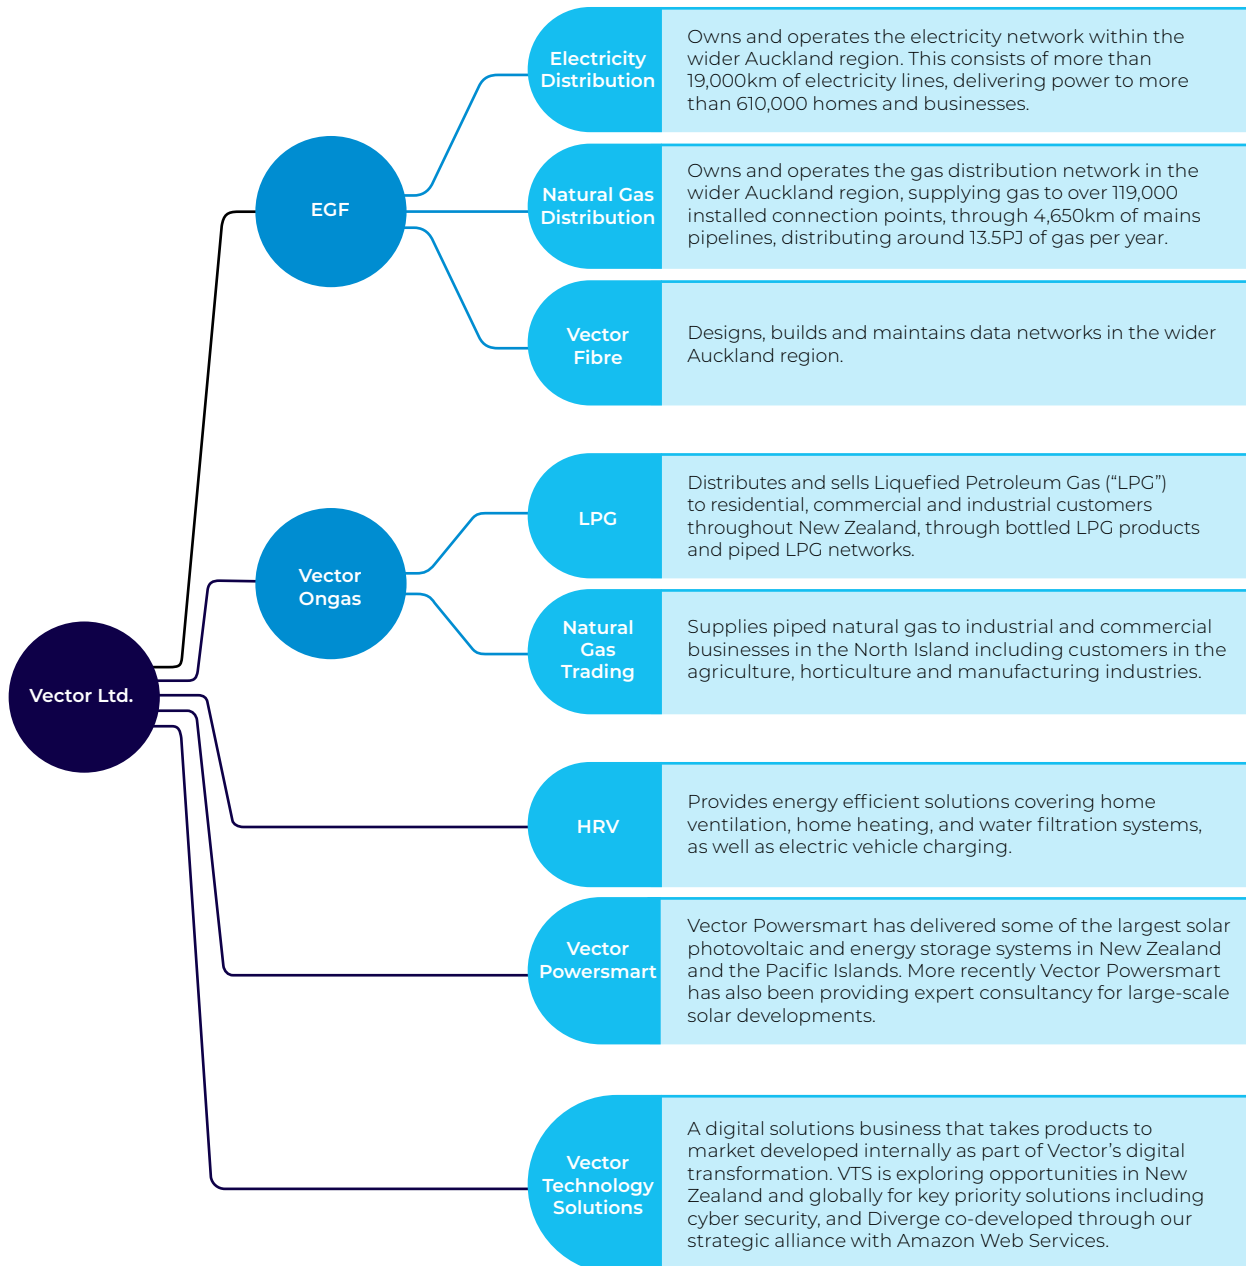 Vector Ltd.
EGF
Electricity
Distribution
Owns and operates the electricity network within the
wider Auckland region. This consists of more than
19,000km of electricity lines, delivering power to more
than 610,000 homes and businesses.
Natural Gas
Distribution
Owns and operates the gas distribution network in the
wider Auckland region, supplying gas to over 119,000
installed connection points, through 4,650km of mains
pipelines, distributing around 13.5PJ of gas per year.
Vector
Fibre
Designs, builds and maintains data networks in the wider
Auckland region.
Vector
Ongas
LPG
Distributes and sells Liquefied Petroleum Gas (“LPG”)
to residential, commercial and industrial customers
throughout New Zealand, through bottled LPG products
and piped LPG networks.
Natural
Gas
Trading
Supplies piped natural gas to industrial and commercial
businesses in the North Island including customers in the
agriculture, horticulture and manufacturing industries.
HRV
Provides energy efficient solutions covering home
ventilation, home heating, and water filtration systems,
as well as electric vehicle charging.
Vector
Powersmart
Vector Powersmart has delivered some of the largest solar
photovoltaic and energy storage systems in New Zealand
and the Pacific Islands. More recently Vector Powersmart
has also been providing expert consultancy for large-scale
solar developments.
Vector
Technology
Solutions
A digital solutions business that takes products to
market developed internally as part of Vector’s digital
transformation. VTS is exploring opportunities in New
Zealand and globally for key priority solutions including
cyber security, and Diverge co-developed through our
strategic alliance with Amazon Web Services.